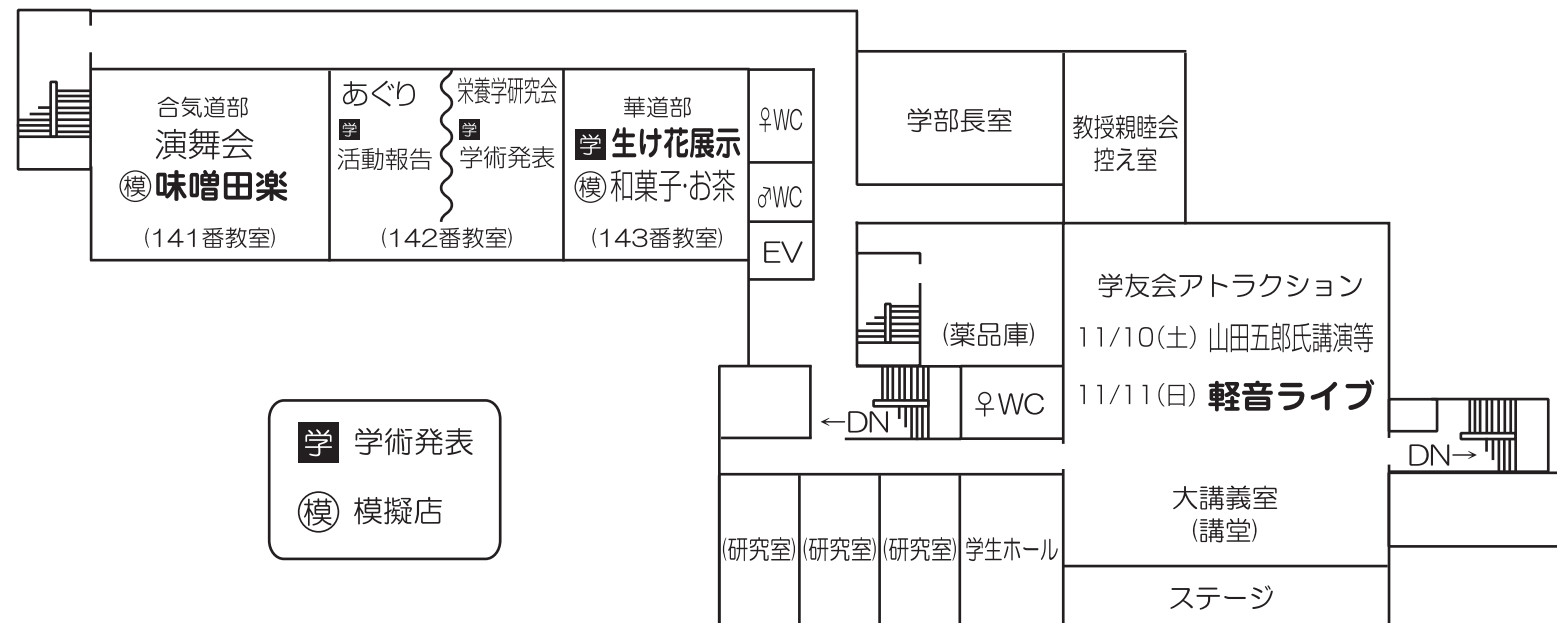 合気道部
演舞会
模 味噌田楽
(141番教室)
あぐり
学
活動報告
栄養学研究会
学
学術発表
(142番教室)
華道部
学 生け花展示
模 和菓子・お茶
(143番教室)
♀WC
♂WC
EV
学部長室
教授親睦会
控え室
(薬品庫)
♀WC
←DN
学友会アトラクション
11/10(土) 山田五郎氏講演等
11/11(日) 軽音ライブ
DN→
大講義室
(講堂)
ステージ
(研究室)
(研究室)
(研究室)
学生ホール
学 学術発表
模 模擬店